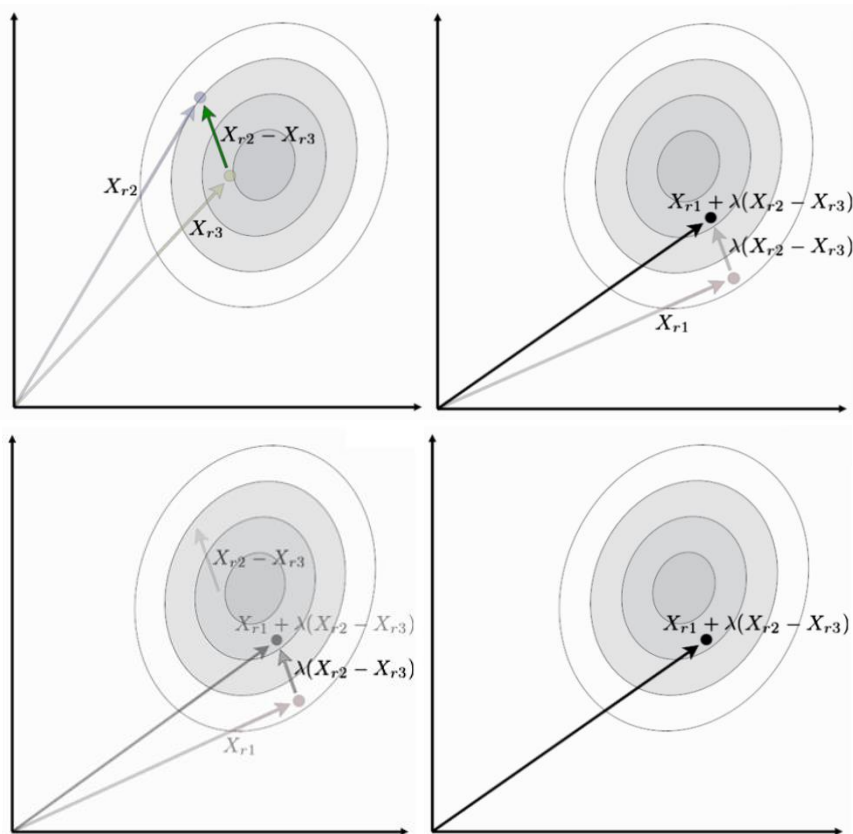 X_{r2} − X_{r3}
X_{r2}
X_{r3}
X_{r1} + λ(X_{r2} − X_{r3})
λ(X_{r2} − X_{r3})
X_{r1}
X_{r2} − X_{r3}
X_{r1} + λ(X_{r2} − X_{r3})
λ(X_{r2} − X_{r3})
X_{r1}
X_{r1} + λ(X_{r2} − X_{r3})